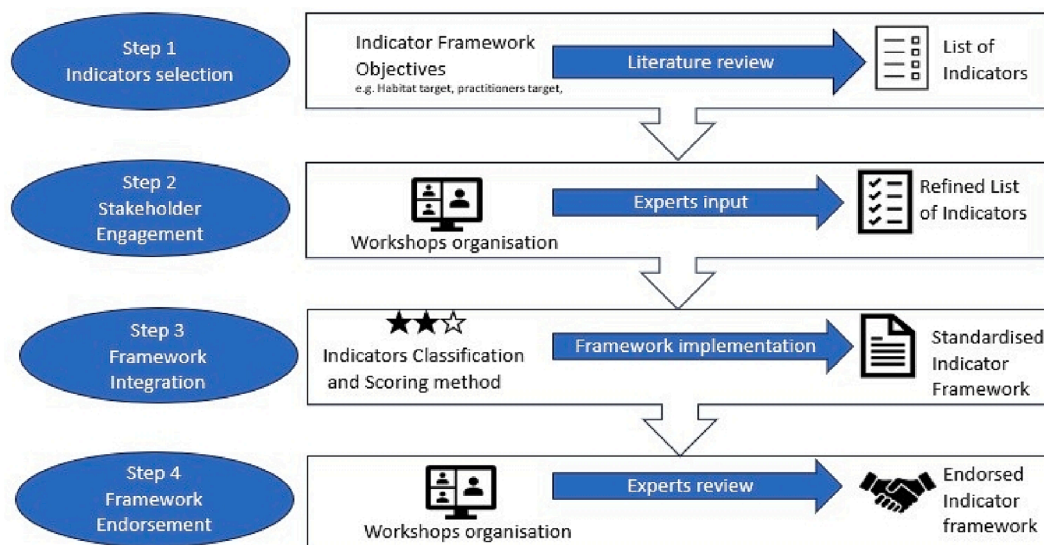 Step 1
Indicators selection
Indicator Framework
Objectives
e.g. Habitat target, practitioners target,
Literature review
List of
Indicators
Step 2
Stakeholder
Engagement
Workshops organisation
Experts input
Refined List
of Indicators
Step 3
Framework
Integration
Indicators Classification
and Scoring method
Framework implementation
Standardised
Indicator
Framework
Step 4
Framework
Endorsement
Workshops organisation
Experts review
Endorsed
Indicator
framework